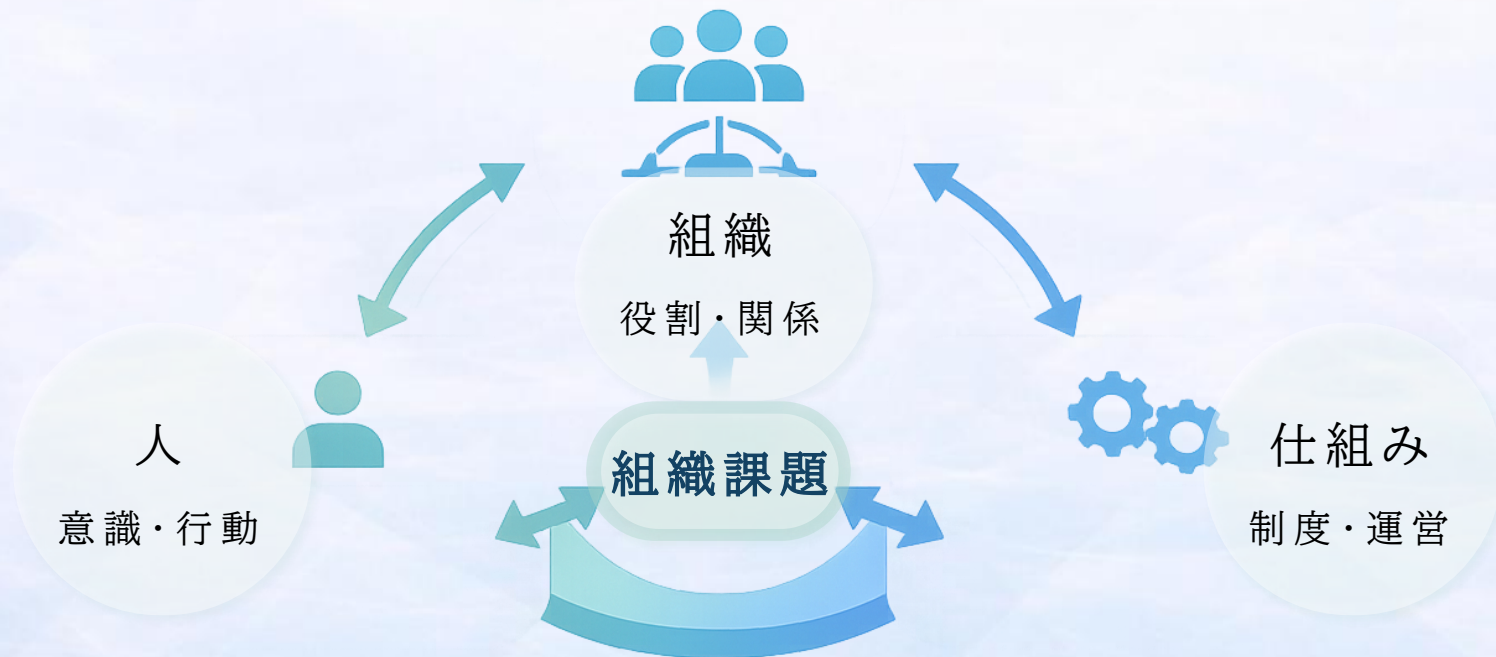 組織
役割・関係
人
意識・行動
組織課題
仕組み
制度・運営